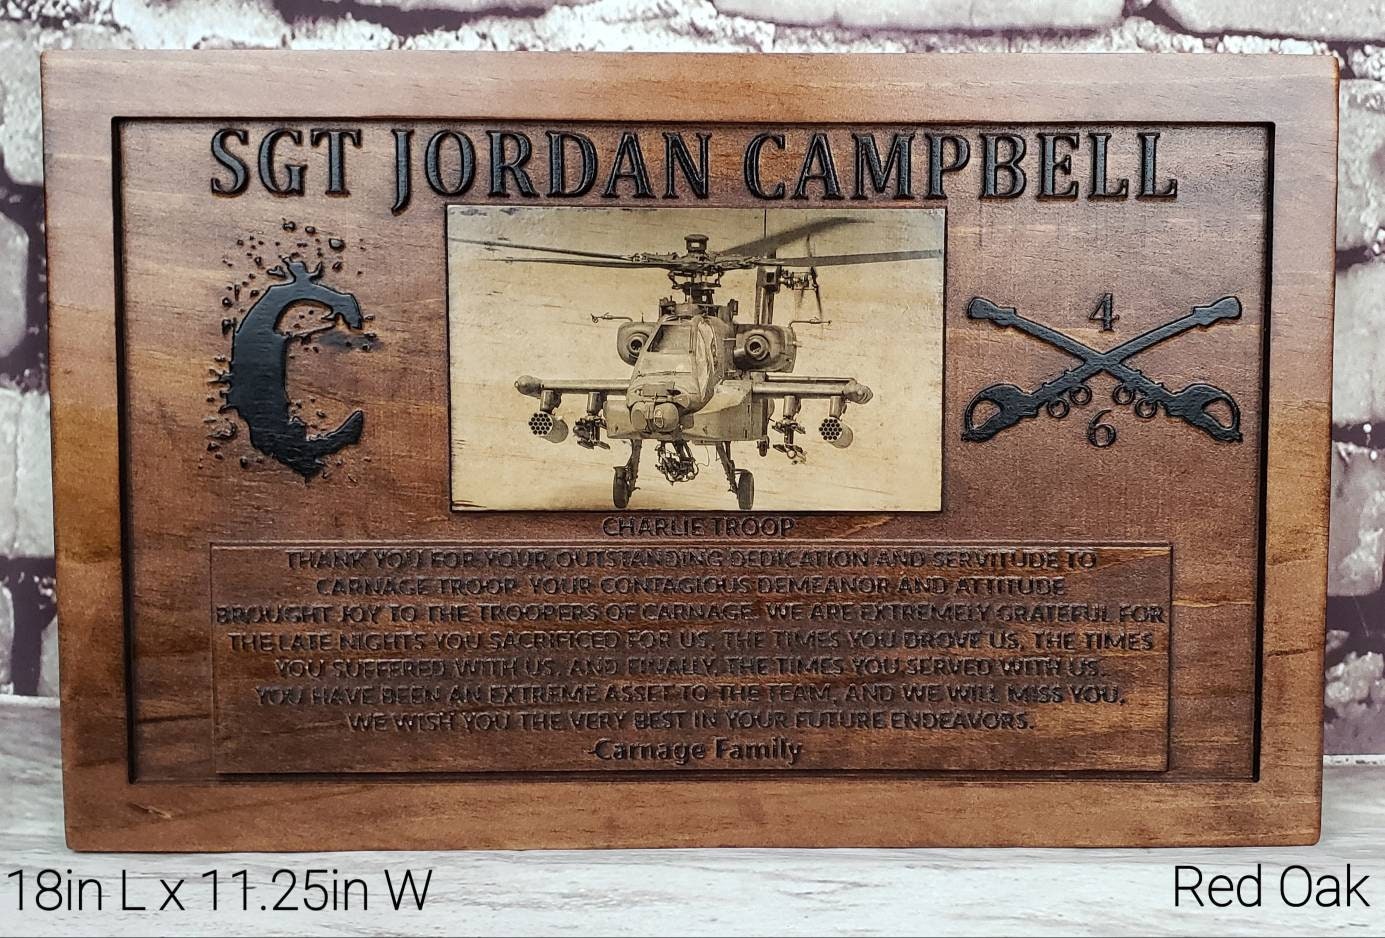 SGT JORDAN CAMPBELL
C
4
6
CHARLIE TROOP
THANK YOU FOR YOUR OUTSTANDING DEDICATION AND SERVITUDE TO
CARNAGE TROOP. YOUR CONTAGIOUS DEMEANOR AND ATTITUDE
BROUGHT JOY TO THE TROOPERS OF CARNAGE. WE ARE EXTREMELY GRATEFUL FOR
THE LATE NIGHTS YOU SACRIFICED FOR US, THE TIMES YOU DROVE US, THE TIMES
YOU SUFFERED WITH US, AND FINALLY, THE TIMES YOU SERVED WITH US.
YOU HAVE BEEN AN EXTREME ASSET TO THE TEAM, AND WE WILL MISS YOU,
WE WISH YOU THE VERY BEST IN YOUR FUTURE ENDEAVORS.
-Carnage Family
18in L x 11.25in W
Red Oak